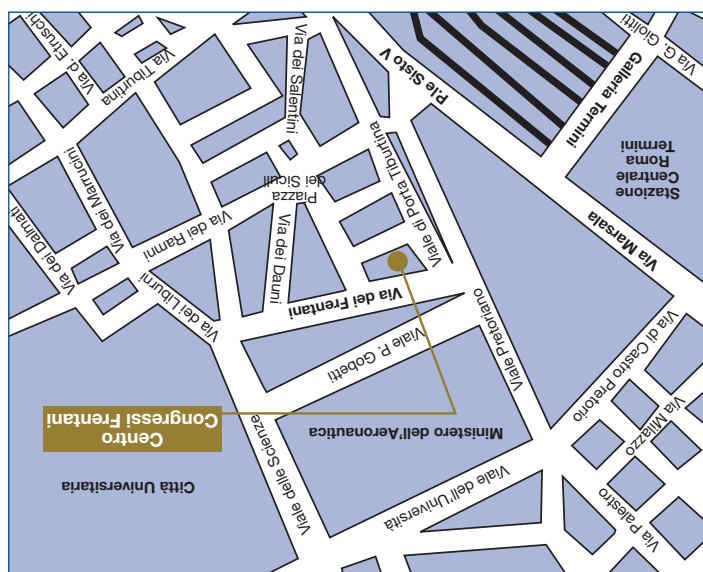 Via Palestro
Viale dell'Università
Viale delle Scienze
Città Universitaria
Via Milazzo
Via di Castro Pretorio
Ministero dell'Aeronautica
Centro
Congressi Frentani
Viale Pretoriano
Viale P. Gobetti
Via dei Frentani
Via dei Liburni
Via dei Dalmati
Via Marsala
Viale di Porta Tiburtina
Via dei Dauni
Via dei Ramni
Via dei Marrucini
Piazza
dei Siculi
Stazione
Centrale
Roma
Termini
Galleria Termini
Via G. Giolitti
P.le Sisto V
Via dei Salentini
Via Tiburtina
Via d. Etruschi